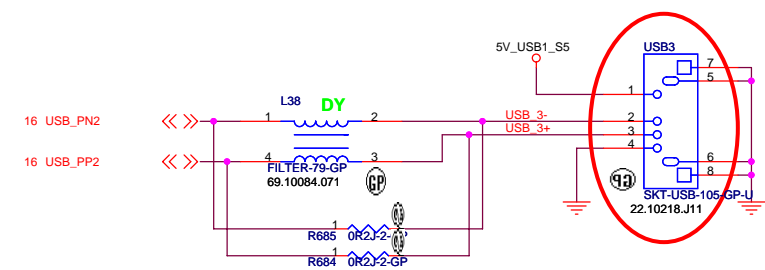 5V_USB1_S5
USB3
7
5
1
L38
DY
16 USB_PN2
1
2
USB_3-
2
USB_3+
3
4
16 USB_PP2
4
3
6
FILTER-79-GP
GP
GP
8
69.10084.071
SKT-USB-105-GP-U
22.10218.J11
1
R685
0R2J-2-
1
R684
0R2J-2-GP